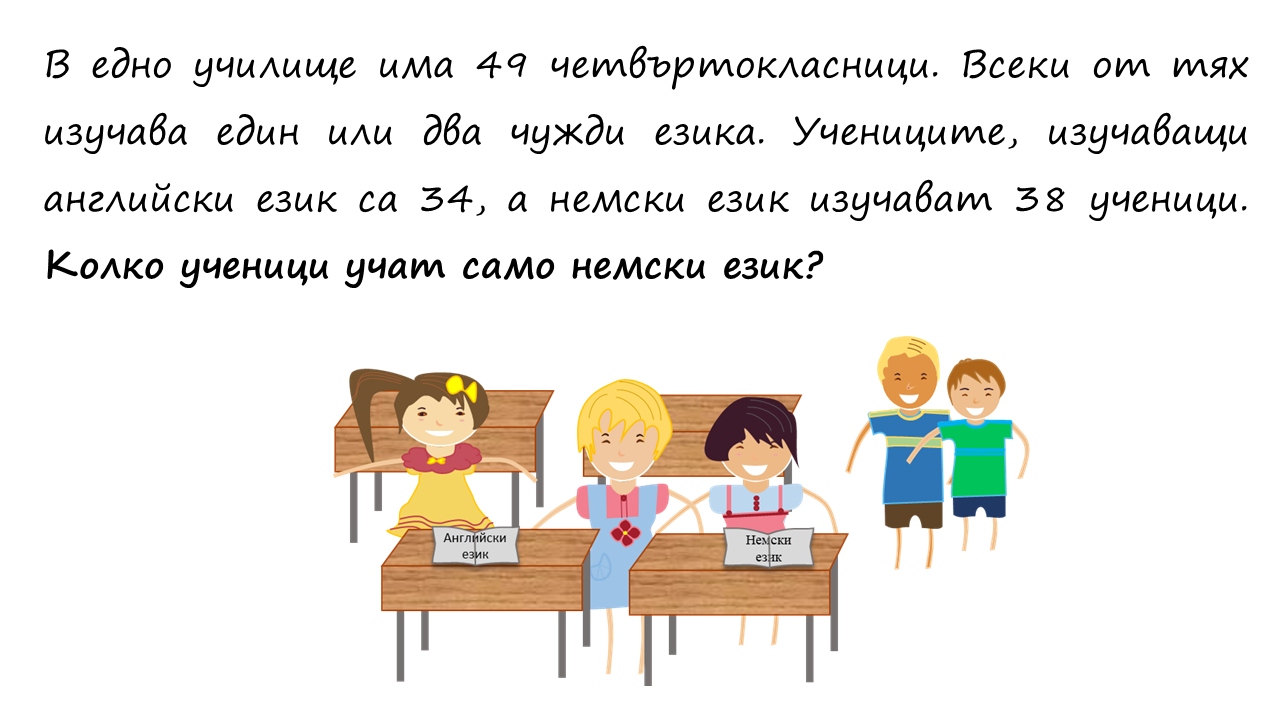 В едно училище има 49 четвъртокласници. Всеки от тях
изучава един или два чужди езика. Учениците, изучаващи
английски език са 34, а немски език изучават 38 ученици.
Колко ученици учат само немски език?
Английски
език
Немски
език